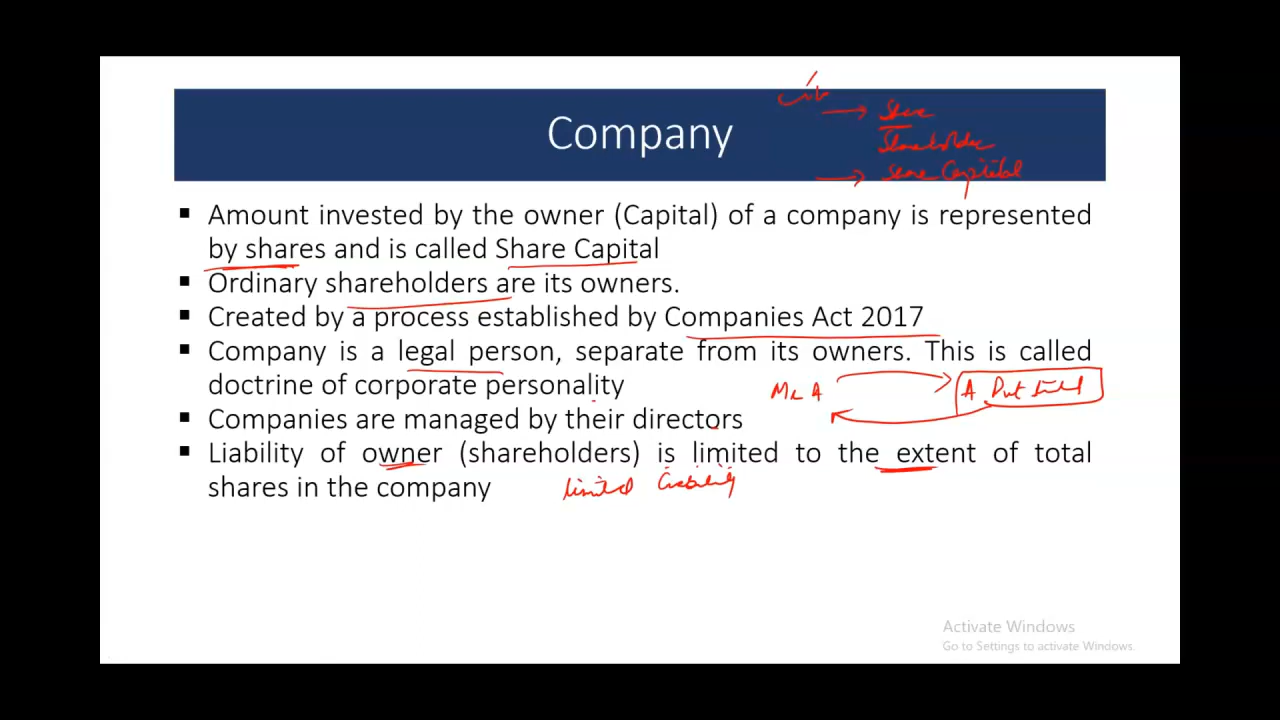 Company
Share
Shareholder
Share Capital
▪ Amount invested by the owner (Capital) of a company is represented
by shares and is called Share Capital
▪ Ordinary shareholders are its owners.
▪ Created by a process established by Companies Act 2017
▪ Company is a legal person, separate from its owners. This is called
doctrine of corporate personality
Mr A
A Pvt
▪ Companies are managed by their directors
▪ Liability of owner (shareholders) is limited to the extent of total
shares in the company
limited liability
Activate Windows
Go to Settings to activate Windows.